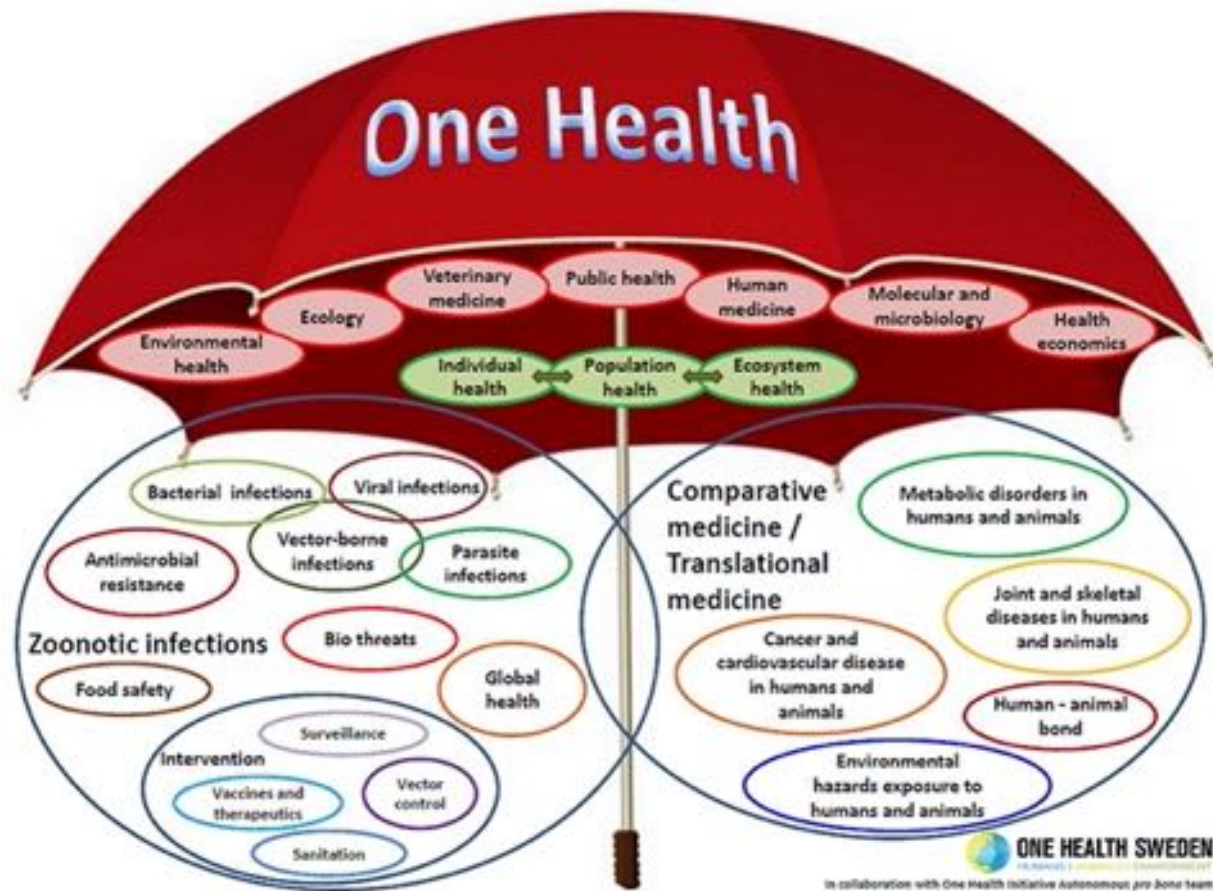 One Health
Public health
Veterinary
medicine
Human
medicine
Ecology
Molecular and
microbiology
Environmental
health
Health
economics
Individual
health
Population
health
Ecosystem
health
Bacterial infections
Viral infections
Vector-borne
infections
Parasite
infections
Antimicrobial
resistance
Zoonotic infections
Bio threats
Food safety
Global
health
Intervention
Surveillance
Vaccines and
therapeutics
Vector
control
Sanitation
Comparative
medicine /
Translational
medicine
Metabolic disorders in
humans and animals
Joint and skeletal
diseases in humans
and animals
Cancer and
cardiovascular disease
in humans and
animals
Human - animal
bond
Environmental
hazards exposure to
humans and animals
ONE HEALTH SWEDEN
HUMANS ENVIRONMENT
In collaboration with One Health Initiative Autonomous pro bono team